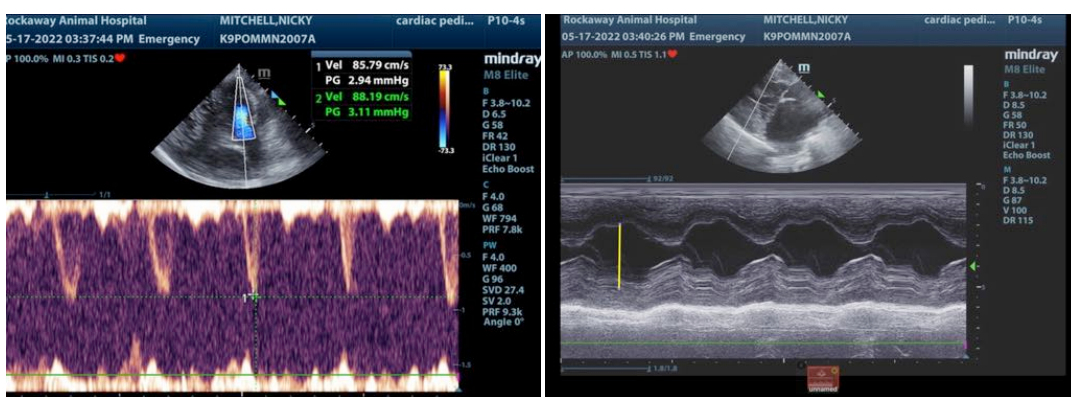 ockaway Animal Hospital
MITCHELL,NICKY
cardiac pedi...
P10-4s
5-17-2022 03:37:44 PM Emergency
K9POMMN2007A
P 100.0% MI 0.3 TIS 0.2
m
1 Vel 85.79 cm/s
PG 2.94 mmHg
2 Vel 88.19 cm/s
PG 3.11 mmHg
73.3
-73.3
mindray
M8 Elite
B
F 3.8~10.2
D 6.5
G 58
FR 42
DR 130
iClear 1
Echo Boost
C
F 4.0
G 68
WF 794
PRF 7.8k
PW
F 4.0
WF 400
G 96
SVD 27.4
SV 2.0
PRF 9.3k
Angle 0°
1/1
0m/s
-0.5
-1
-1.5
1
Rockaway Animal Hospital
MITCHELL,NICKY
cardiac pedi...
P10-4s
05-17-2022 03:40:26 PM Emergency
K9POMMN2007A
AP 100.0% MI 0.5 TIS 1.1
m
mindray
M8 Elite
B
F 3.8~10.2
D 8.5
G 58
FR 50
DR 130
iClear 1
Echo Boost
M
F 3.8~10.2
D 8.5
G 87
V 100
DR 115
92/92
0
5
1.8/1.8
unnamed